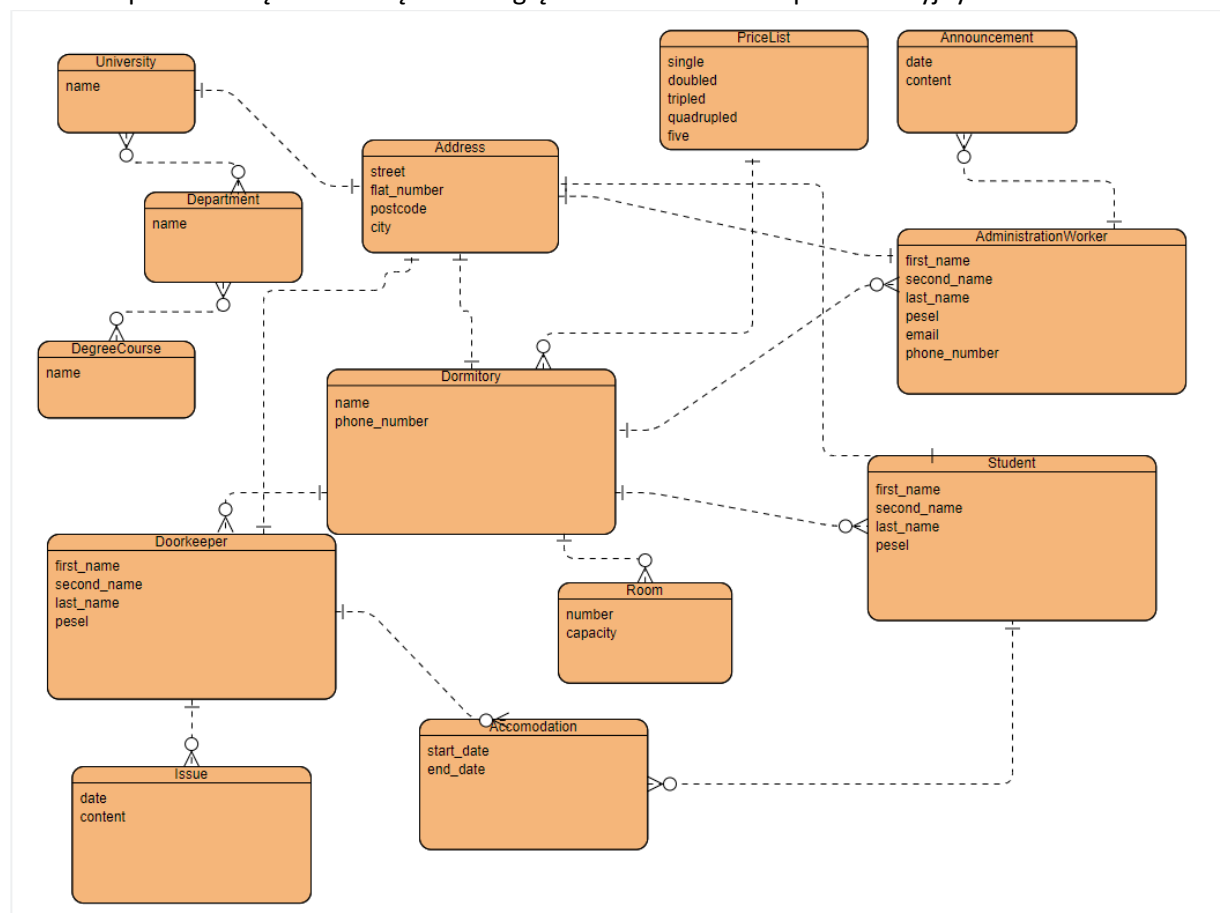 University
name
Department
name
DegreeCourse
name
Address
street
flat_number
postcode
city
PriceList
single
doubled
tripled
quadrupled
five
Announcement
date
content
AdministrationWorker
first_name
second_name
last_name
pesel
email
phone_number
Dormitory
name
phone_number
Student
first_name
second_name
last_name
pesel
Doorkeeper
first_name
second_name
last_name
pesel
Room
number
capacity
Accomodation
start_date
end_date
Issue
date
content